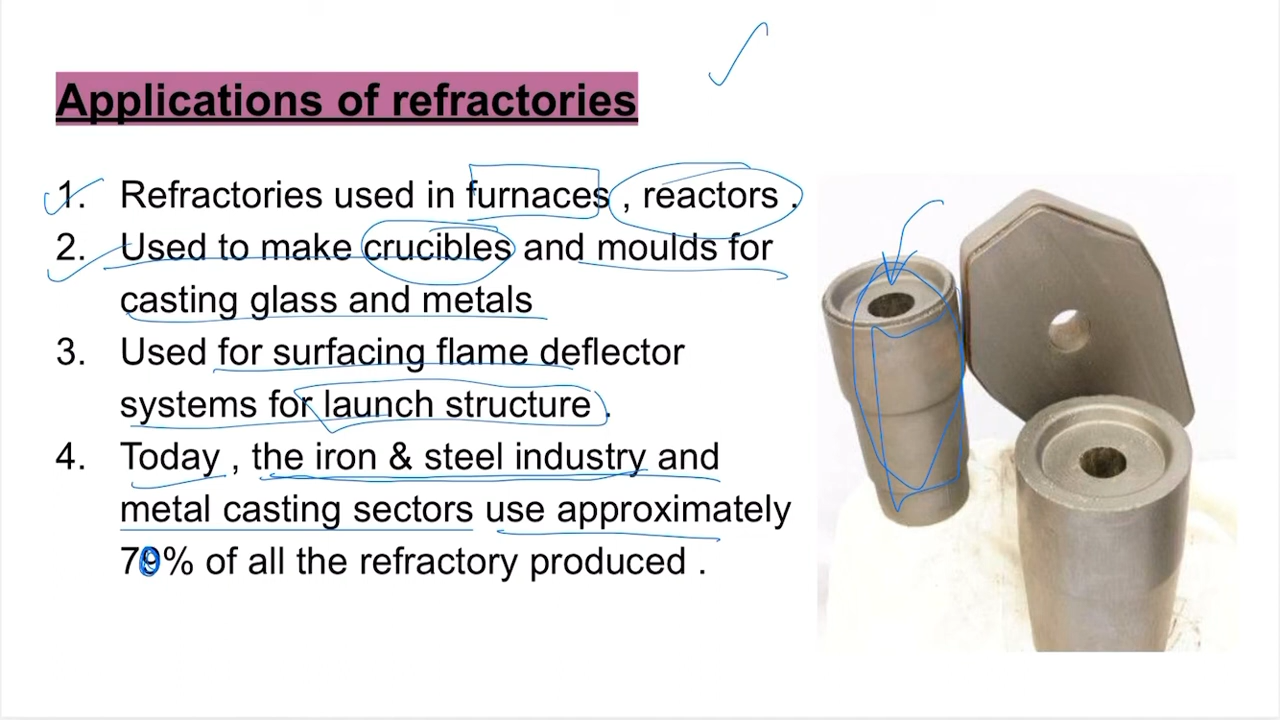 Applications of refractories
1. Refractories used in furnaces , reactors .
2. Used to make crucibles and moulds for
casting glass and metals
3. Used for surfacing flame deflector
systems for launch structure .
4. Today , the iron & steel industry and
metal casting sectors use approximately
of all the refractory produced .